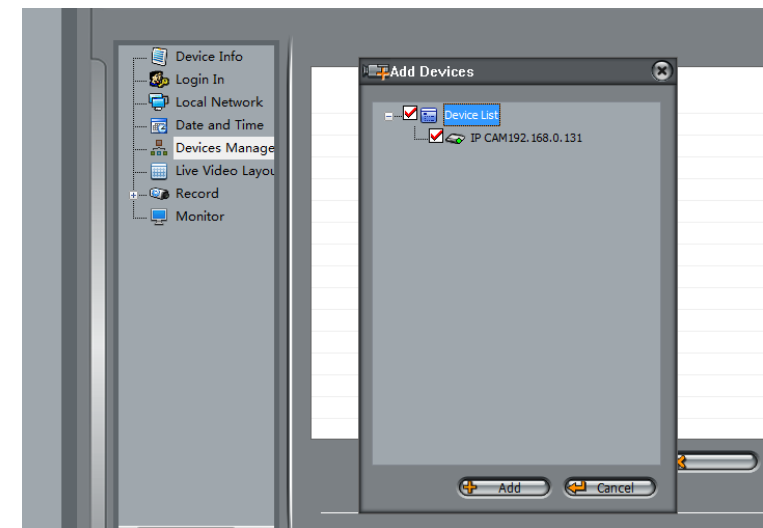 Device Info
Login In
Local Network
Date and Time
Devices Manage
Live Video Layou
Record
Monitor
Add Devices
Device List
IP CAM192.168.0.131
Add
Cancel